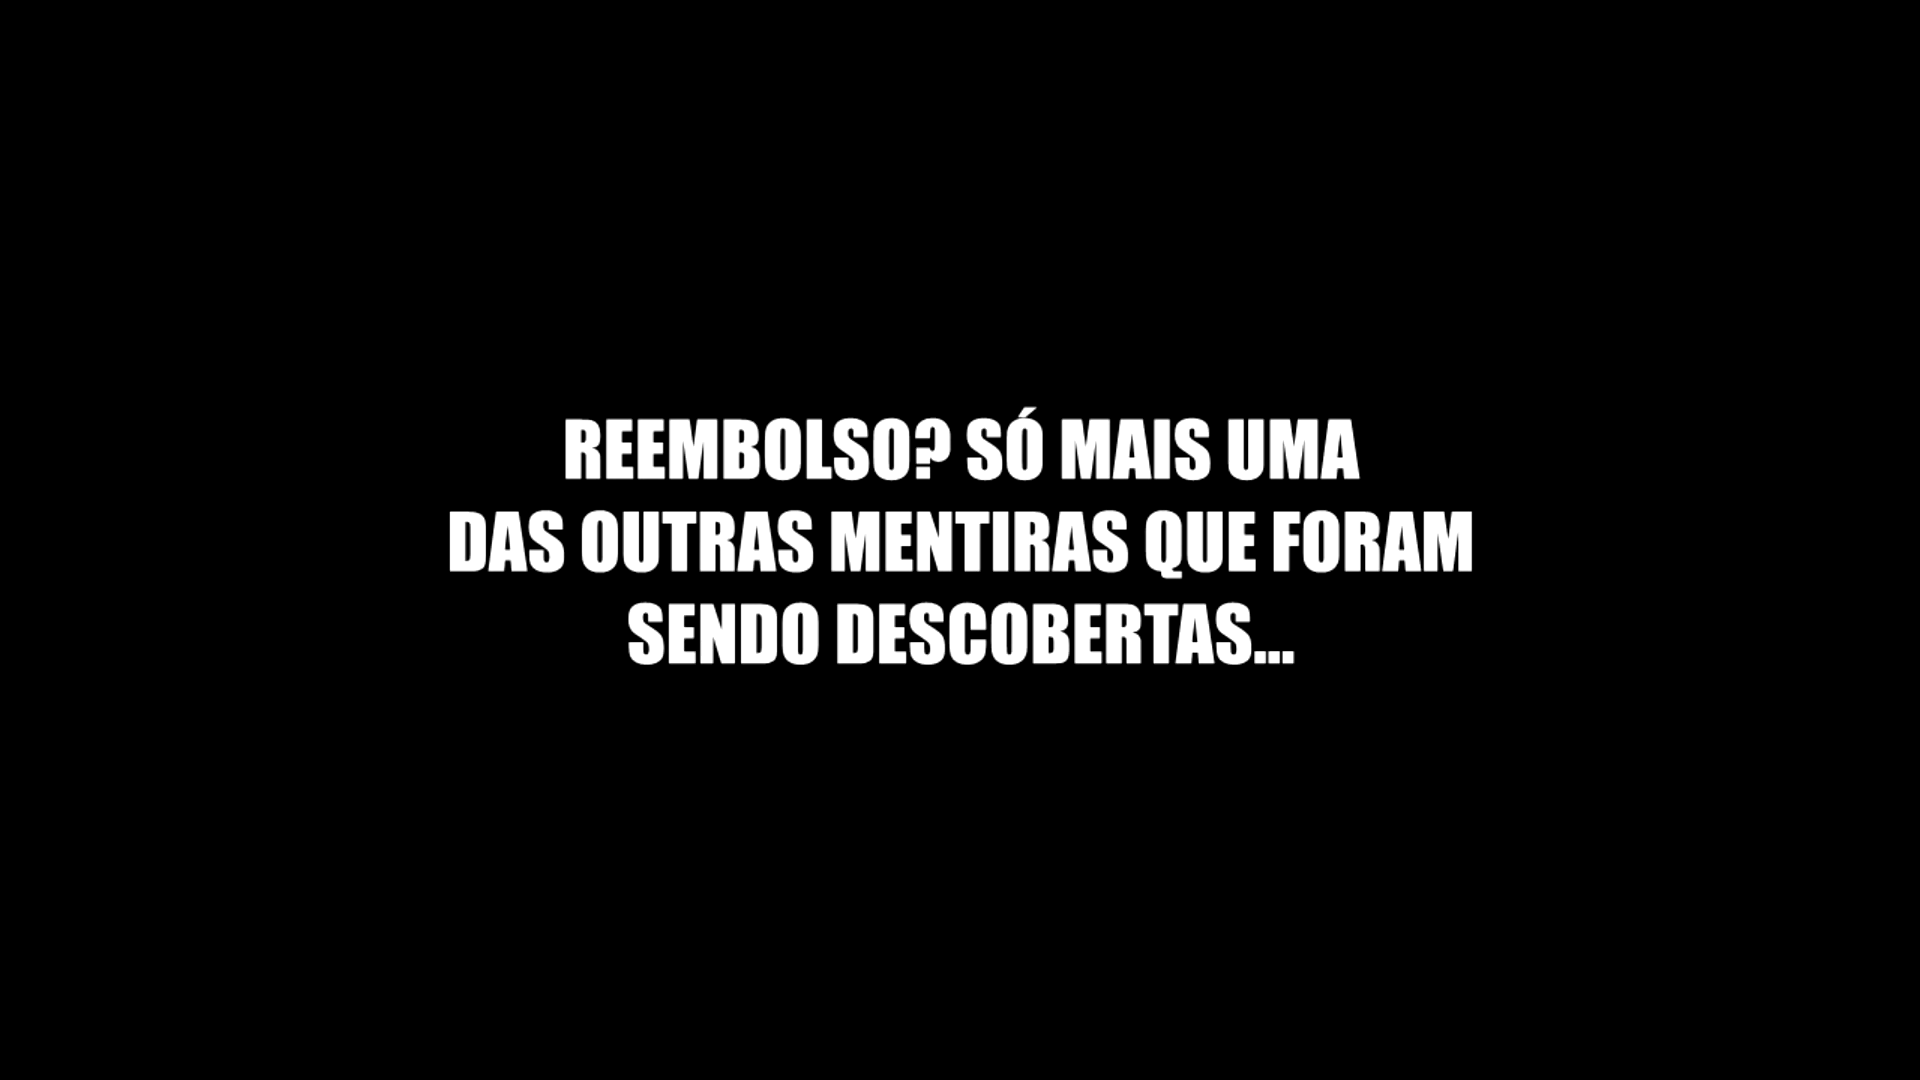 REEMBOLSO? SÓ MAIS UMA
DAS OUTRAS MENTIRAS QUE FORAM
SENDO DESCOBERTAS...